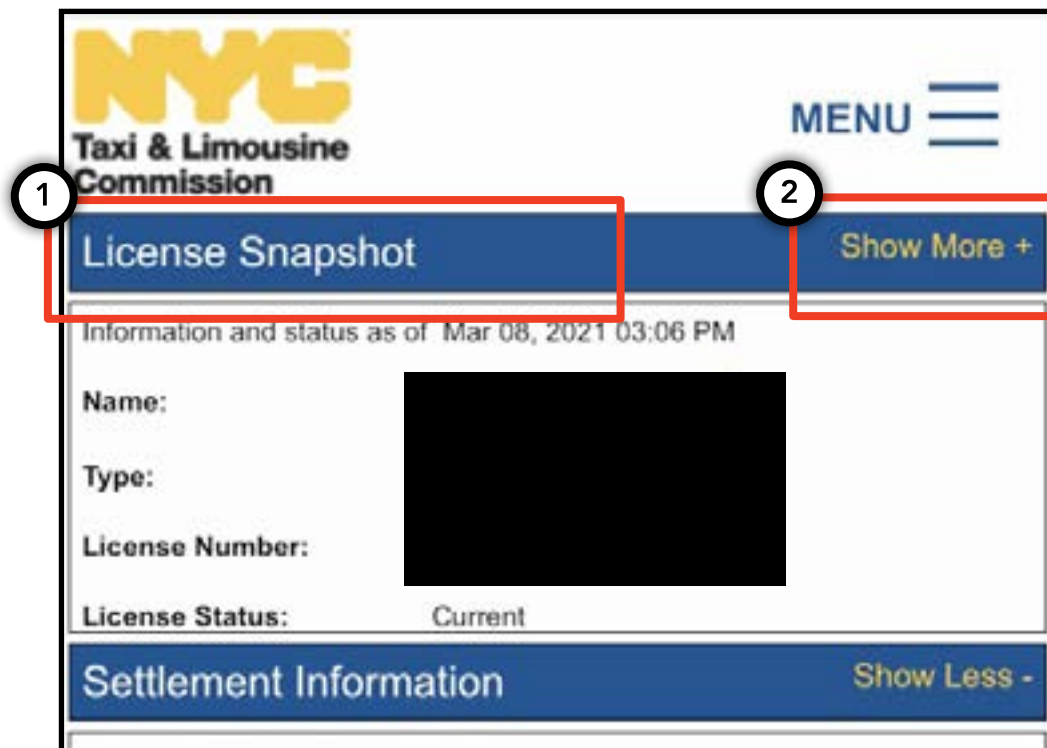 NYC
MENU
Taxi & Limousine
Commission
1
2
License Snapshot
Show More +
Information and status as of Mar 08, 2021 03:06 PM
Name:
Type:
License Number:
License Status: Current
Settlement Information
Show Less -